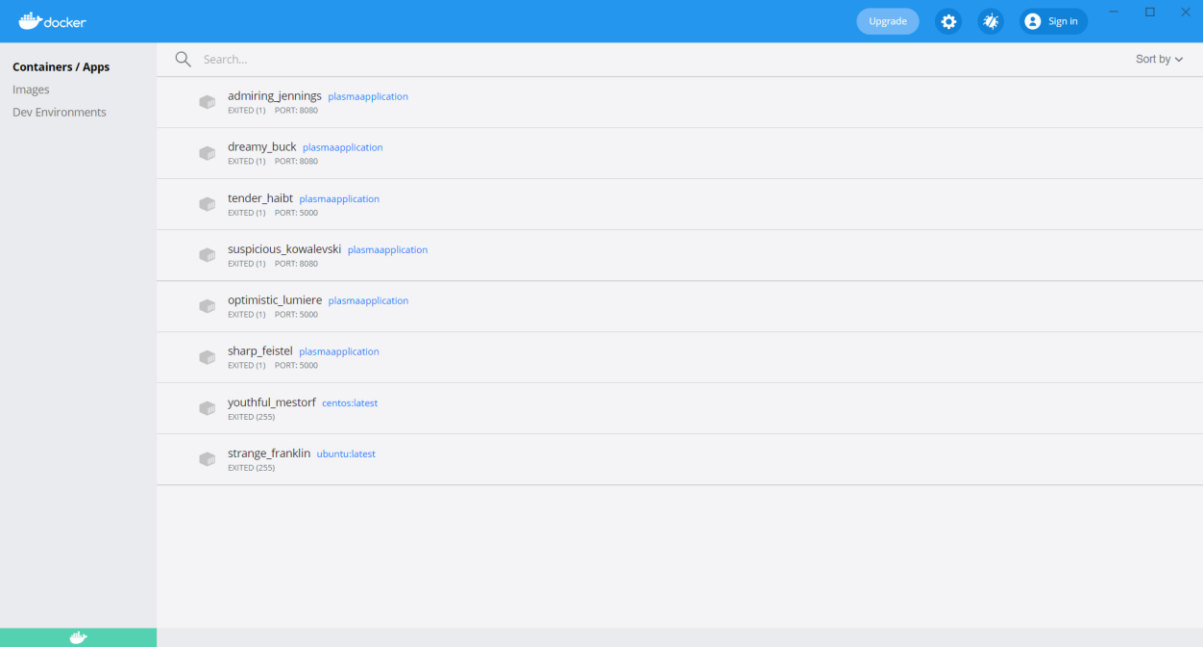 docker
Upgrade
Sign in
Containers / Apps
Images
Dev Environments
Search...
Sort by
admiring_jennings plasmaapplication
EXITED (1) PORT: 8080
dreamy_buck plasmaapplication
EXITED (1) PORT: 8080
tender_haibt plasmaapplication
EXITED (1) PORT: 5000
suspicious_kowalevski plasmaapplication
EXITED (1) PORT: 8080
optimistic_lumiere plasmaapplication
EXITED (1) PORT: 5000
sharp_feistel plasmaapplication
EXITED (1) PORT: 5000
youthful_mestorf centos:latest
EXITED (255)
strange_franklin ubuntu:latest
EXITED (255)